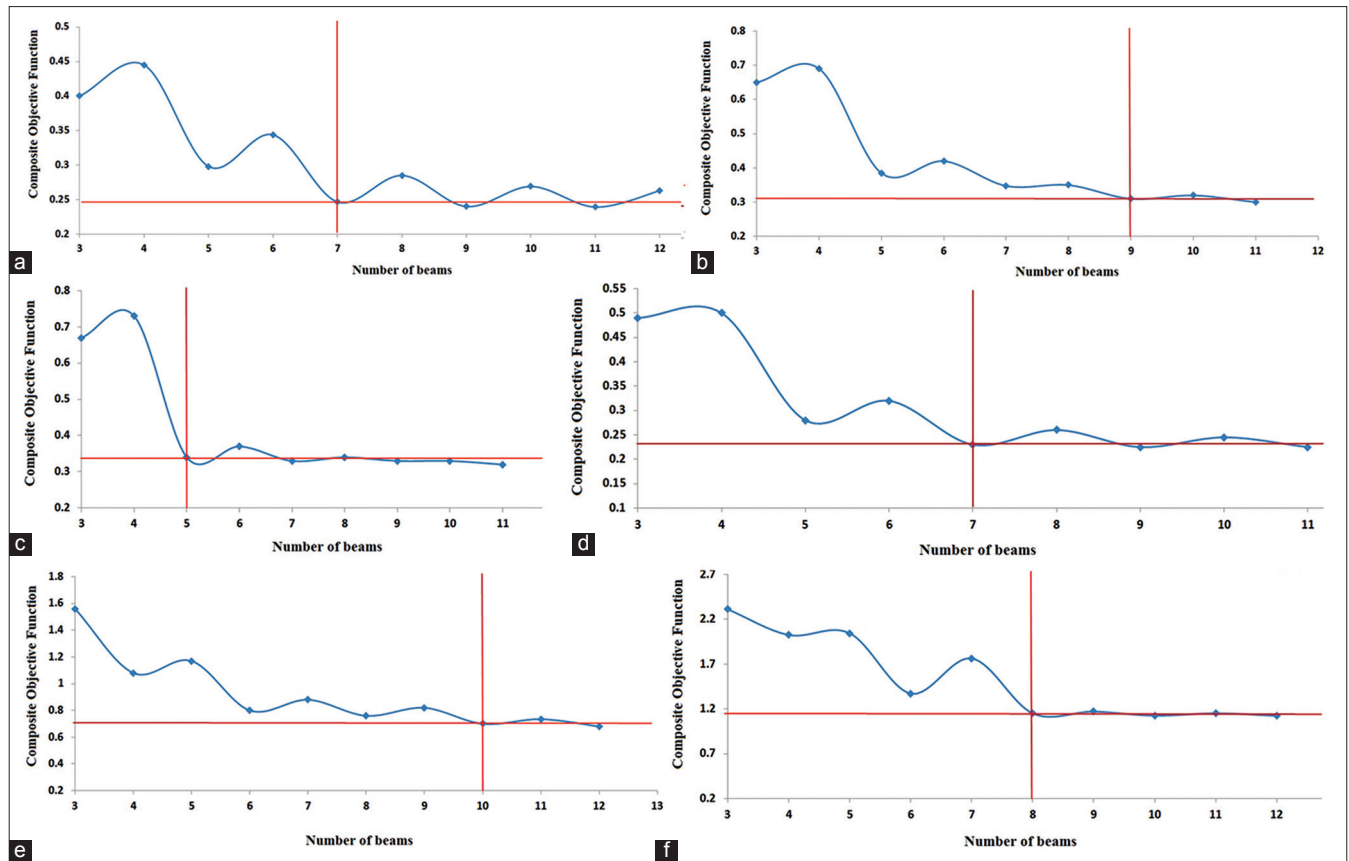 Composite Objective Function
0.5
0.45
0.4
0.35
0.3
0.25
0.2
3 4 5 6 7 8 9 10 11 12
Number of beams
a
Composite Objective Function
0.8
0.7
0.6
0.5
0.4
0.3
0.2
3 4 5 6 7 8 9 10 11 12
Number of beams
b
Composite Objective Function
0.8
0.7
0.6
0.5
0.4
0.3
0.2
3 4 5 6 7 8 9 10 11
Number of beams
c
Composite Objective Function
0.55
0.5
0.45
0.4
0.35
0.3
0.25
0.2
0.15
0.1
3 4 5 6 7 8 9 10 11
Number of beams
d
Composite Objective Function
1.8
1.6
1.4
1.2
1
0.8
0.6
0.4
0.2
3 4 5 6 7 8 9 10 11 12 13
Number of beams
e
Composite Objective Function
2.7
2.2
1.7
1.2
0.7
0.2
3 4 5 6 7 8 9 10 11 12
Number of beams
f